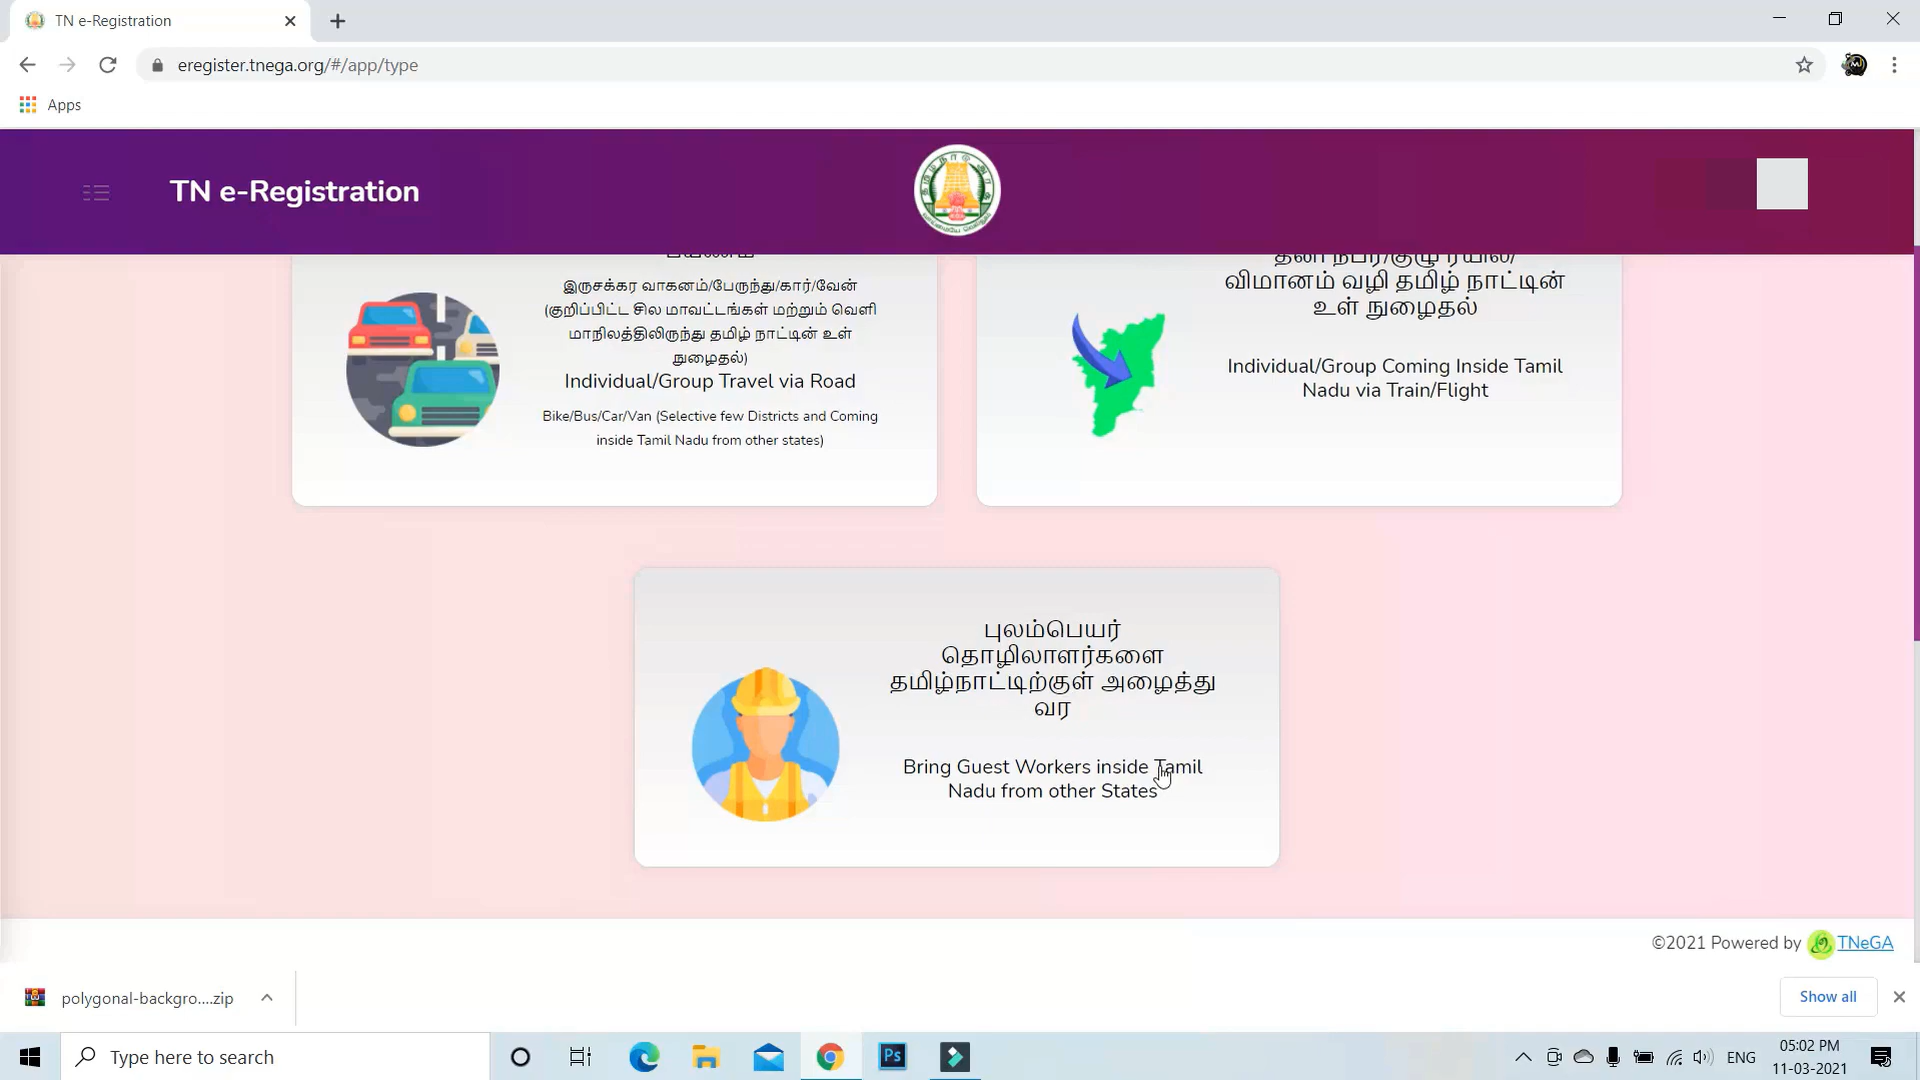 TN e-Registration
eregister.tnega.org/#/app/type
Apps
TN e-Registration
இருசக்கர வாகனம்/பேருந்து/கார்/வேன்
(குறிப்பிட்ட சில மாவட்டங்கள் மற்றும் வெளி
மாநிலத்திலிருந்து தமிழ் நாட்டின் உள்
நுழைதல்)
Individual/Group Travel via Road
Bike/Bus/Car/Van (Selective few Districts and Coming
inside Tamil Nadu from other states)
தனி நபர்/குழு ரயில்/
விமானம் வழி தமிழ் நாட்டின்
உள் நுழைதல்
Individual/Group Coming Inside Tamil
Nadu via Train/Flight
புலம்பெயர்
தொழிலாளர்களை
தமிழ்நாட்டிற்குள் அழைத்து
வர
Bring Guest Workers inside Tamil
Nadu from other States
©2021 Powered by TNeGA
polygonal-backgro....zip
Show all
Type here to search
Ps
ENG
05:02 PM
11-03-2021